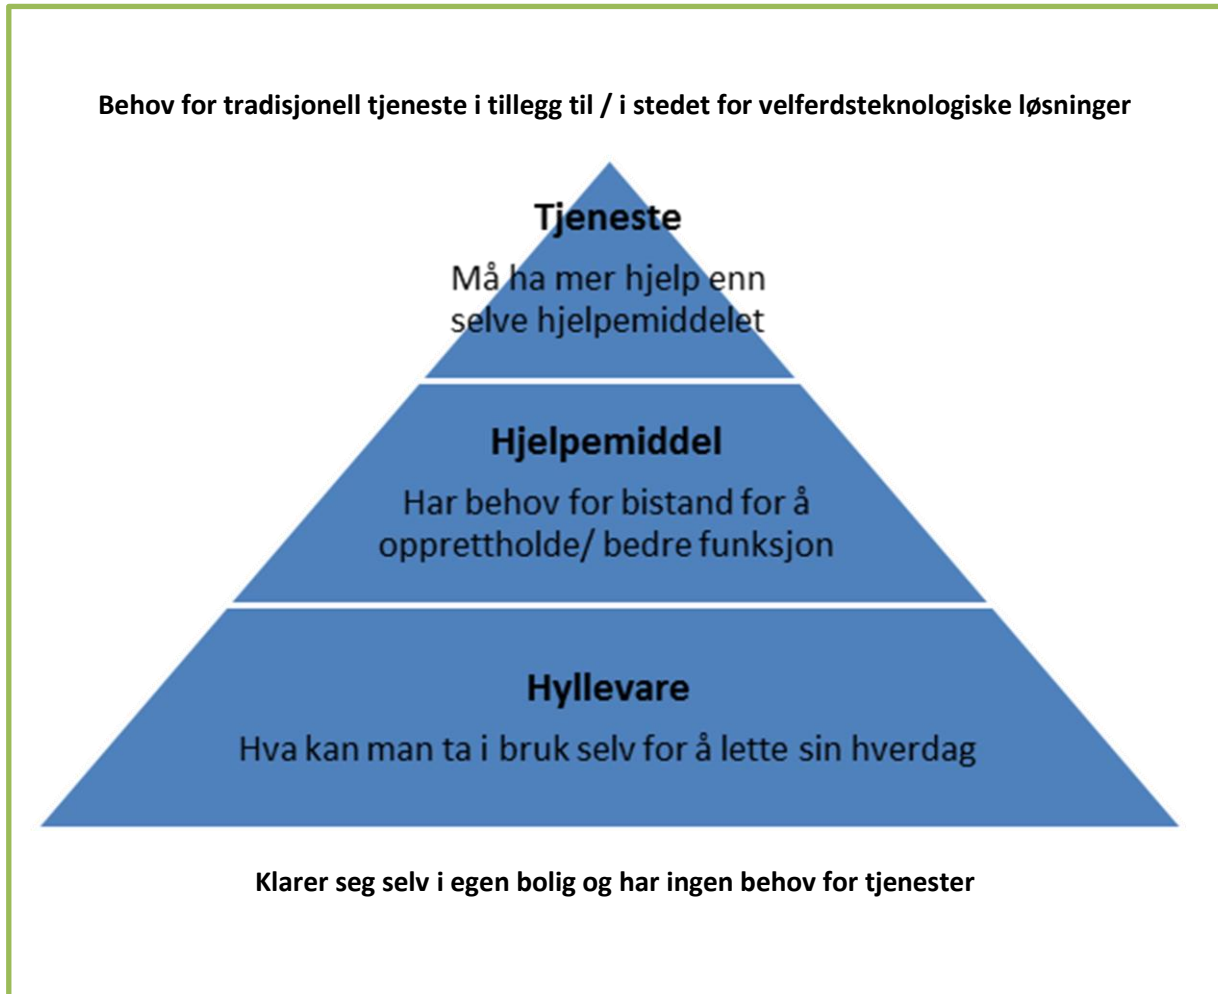 Behov for tradisjonell tjeneste i tillegg til / i stedet for velferdsteknologiske løsninger
Tjeneste
Må ha mer hjelp enn
selve hjelpemiddelet
Hjelpemiddel
Har behov for bistand for å
opprettholde/ bedre funksjon
Hyllevare
Hva kan man ta i bruk selv for å lette sin hverdag
Klarer seg selv i egen bolig og har ingen behov for tjenester